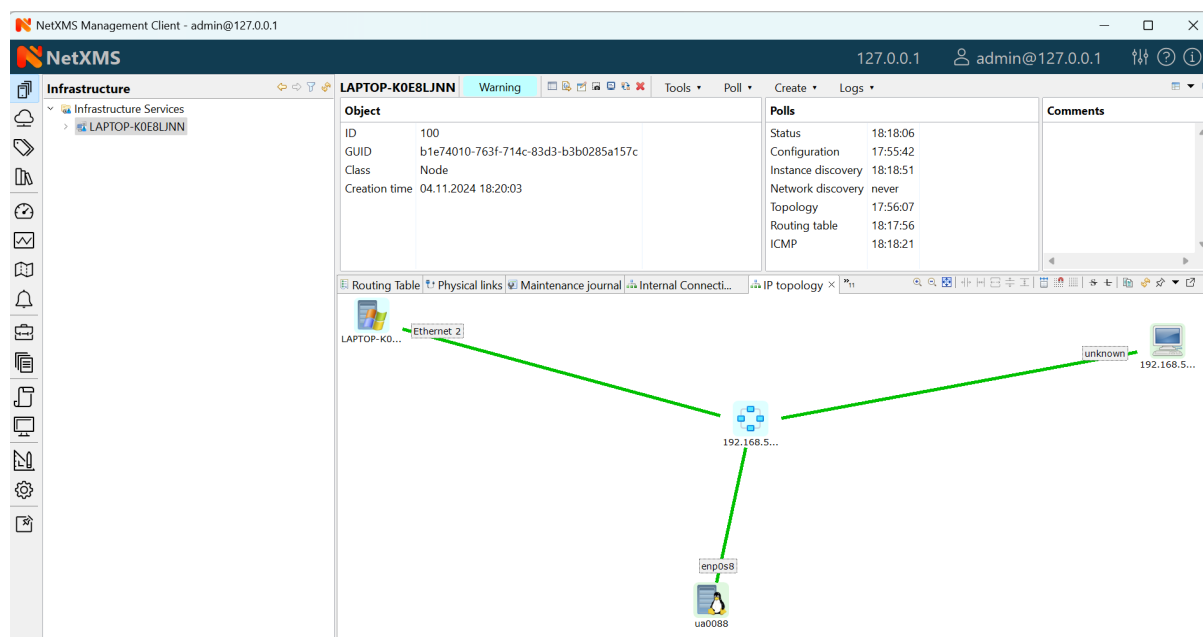 NetXMS Management Client - admin@127.0.0.1
NetXMS 127.0.0.1 admin@127.0.0.1
Infrastructure
Infrastructure Services
LAPTOP-K0E8LJNN
LAPTOP-K0E8LJNN Warning Tools Poll Create Logs
Object
ID 100
GUID b1e74010-763f-714c-83d3-b3b0285a157c
Class Node
Creation time 04.11.2024 18:20:03
Polls
Status 18:18:06
Configuration 17:55:42
Instance discovery 18:18:51
Network discovery never
Topology 17:56:07
Routing table 18:17:56
ICMP 18:18:21
Comments
Routing Table Physical links Maintenance journal Internal Connecti... IP topology »11
LAPTOP-K0...
Ethernet 2
unknown
192.168.5...
192.168.5...
enp0s8
ua0088